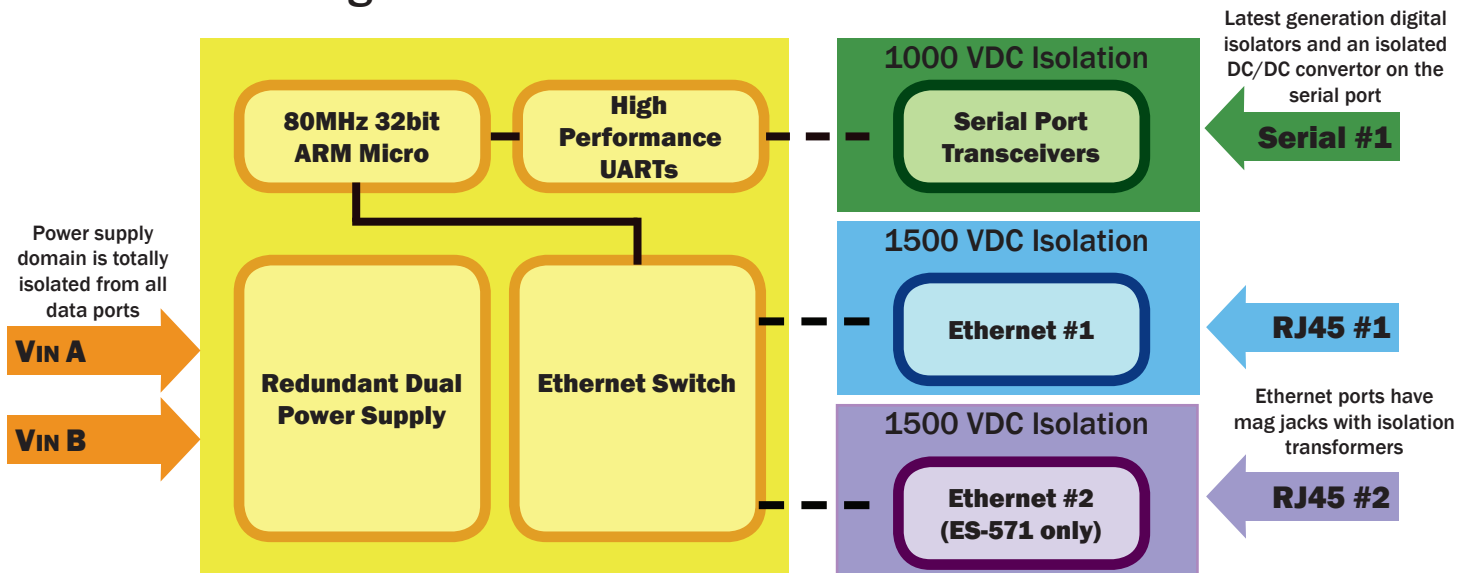 Latest generation digital
isolators and an isolated
DC/DC convertor on the
serial port
1000 VDC Isolation
80MHz 32bit
ARM Micro
High
Performance
UARTs
Serial Port
Transceivers
Serial #1
Power supply
domain is totally
isolated from all
data ports
1500 VDC Isolation
VIN A
Ethernet #1
RJ45 #1
Redundant Dual
Power Supply
Ethernet Switch
VIN B
1500 VDC Isolation
Ethernet ports have
mag jacks with isolation
transformers
Ethernet #2
(ES-571 only)
RJ45 #2